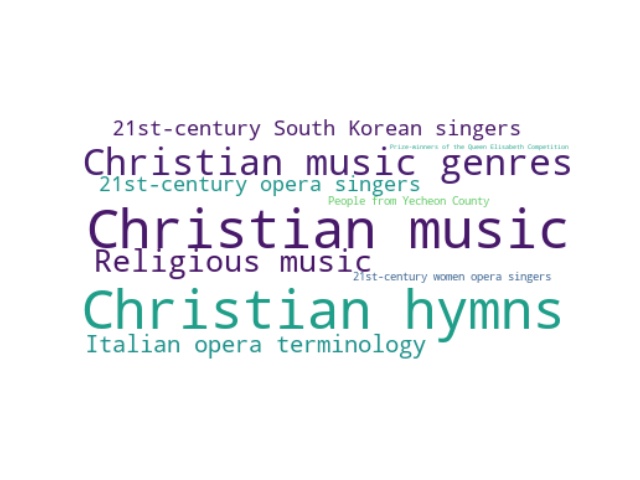 21st-century South Korean singers
Prize-winners of the Queen Elisabeth Competition
Christian music genres
21st-century opera singers
People from Yecheon County
Christian music
Religious music
21st-century women opera singers
Christian hymns
Italian opera terminology